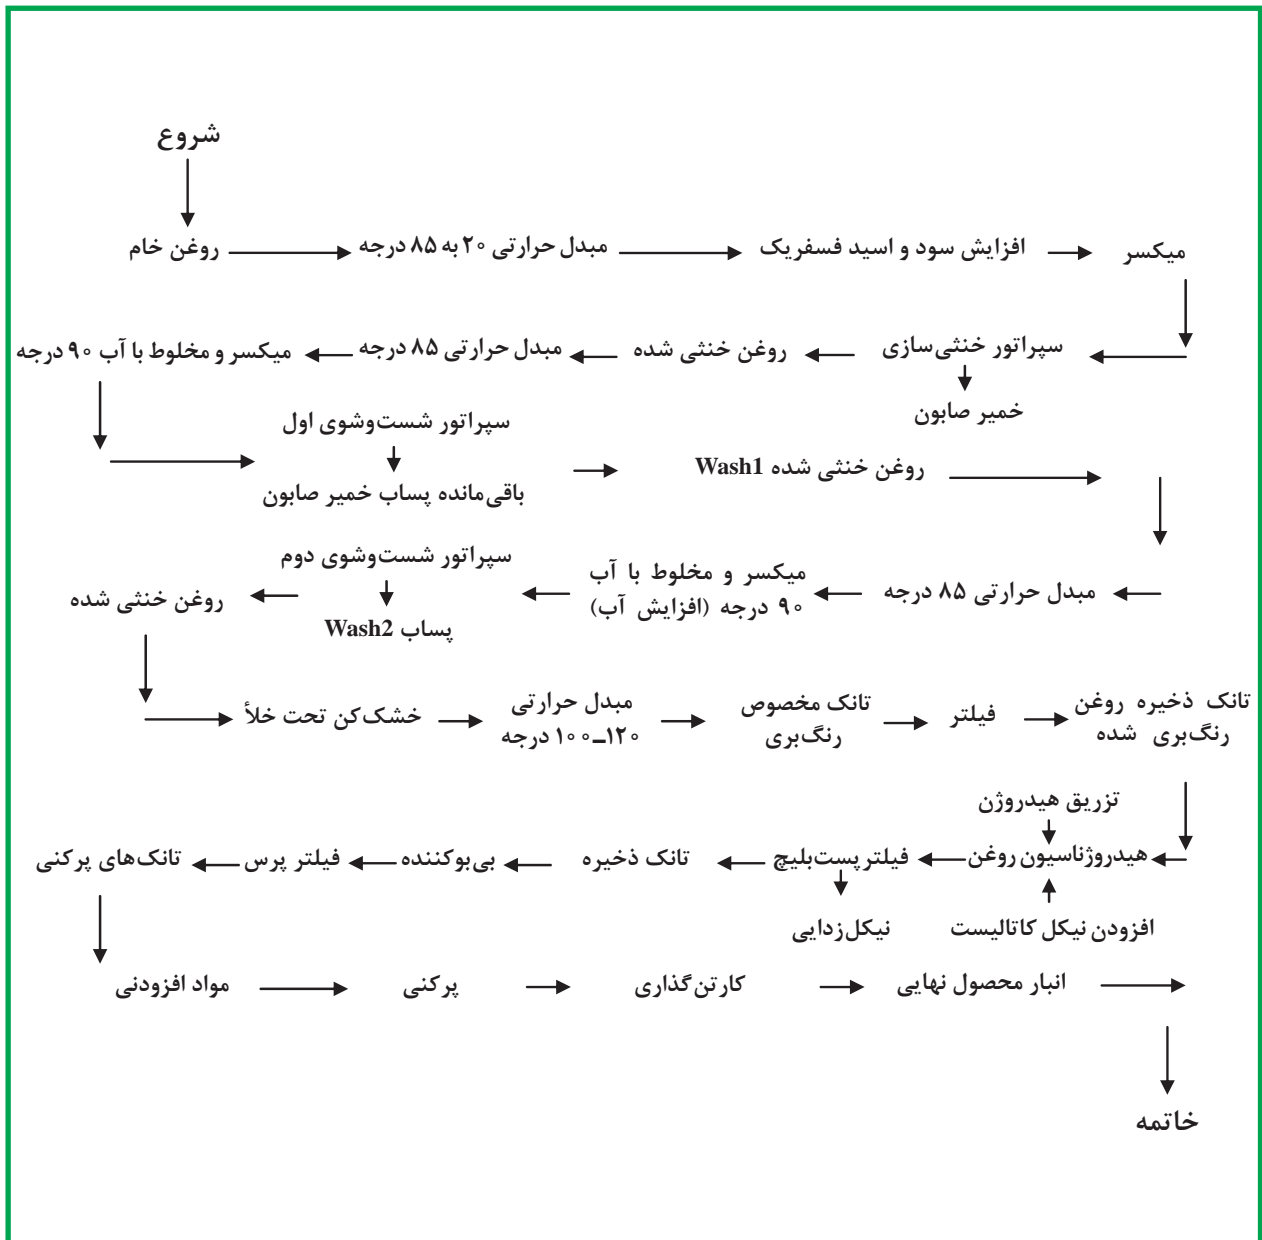 شروع
روغن خام
مبدل حرارتی ۲۰ به ۸۵ درجه
افزایش سود و اسید فسفریک
میکسر
سپراتور خنثی‌سازی
خمیر صابون
روغن خنثی شده
مبدل حرارتی ۸۵ درجه
میکسر و مخلوط با آب ۹۰ درجه
سپراتور شست‌وشوی اول
باقی‌مانده پساب خمیر صابون
روغن خنثی شده Wash1
مبدل حرارتی ۸۵ درجه
میکسر و مخلوط با آب
۹۰ درجه (افزایش آب)
سپراتور شست‌وشوی دوم
پساب Wash2
روغن خنثی شده
خشک‌کن تحت خلأ
مبدل حرارتی
۱۲۰–۱۰۰ درجه
تانک مخصوص
رنگ‌بری
فیلتر
تانک ذخیره روغن
رنگ‌بری شده
تزریق هیدروژن
هیدروژناسیون روغن
افزودن نیکل کاتالیست
فیلتر پست‌بلیچ
نیکل‌زدایی
تانک ذخیره
بی‌بوکننده
فیلتر پرس
تانک‌های پرکنی
مواد افزودنی
پرکنی
کارتن‌گذاری
انبار محصول نهایی
خاتمه